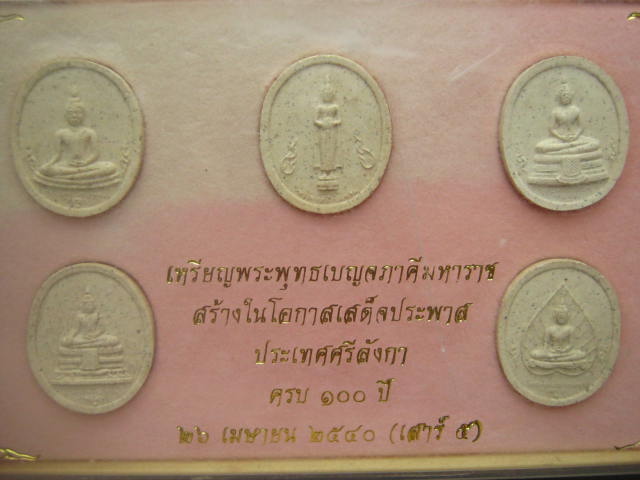 เหรียญพระพุทธเบญจภาคีมหาราช
สร้างในโอกาสเสด็จประพาส
ประเทศศรีลังกา
ครบ ๑๐๐ ปี
๒๖ เมษายน ๒๕๔๐ (เสาร์ ๕)